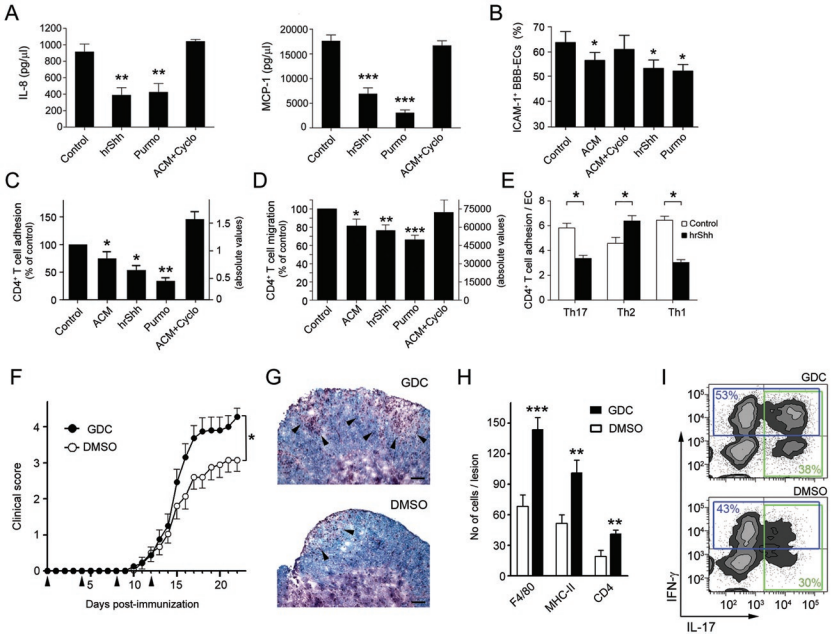 A
IL-8 (pg/µl)
1200
1000
800
600
400
200
0
**
**
Control
hrShh
Purmo
ACM+Cyclo
MCP-1 (pg/µl)
20000
15000
10000
5000
0
***
***
Control
hrShh
Purmo
ACM+Cyclo
B
ICAM-1⁺ BBB-ECs (%)
80
70
60
50
40
30
*
*
*
Control
ACM
ACM+Cyclo
hrShh
Purmo
C
CD4⁺ T cell adhesion
(% of control)
150
100
50
0
*
*
**
1.5
1
0.5
0
(absolute values)
Control
ACM
hrShh
Purmo
ACM+Cyclo
D
CD4⁺ T cell migration
(% of control)
100
80
60
40
20
0
*
**
***
75000
60000
45000
30000
15000
0
(absolute values)
Control
ACM
hrShh
Purmo
ACM+Cyclo
E
CD4⁺ T cell adhesion / EC
8
6
4
2
0
*
*
*
Control
hrShh
Th17
Th2
Th1
F
Clinical score
4
3
2
1
0
GDC
DMSO
*
0
5
10
15
20
Days post-immunization
G
GDC
DMSO
H
No of cells / lesion
150
120
90
60
30
0
***
**
**
GDC
DMSO
F4/80
MHC-II
CD4
I
GDC
53%
38%
10⁵
10⁴
10³
10²
DMSO
43%
30%
10⁵
10⁴
10³
10²
10² 10³ 10⁴ 10⁵
IFN-γ
IL-17